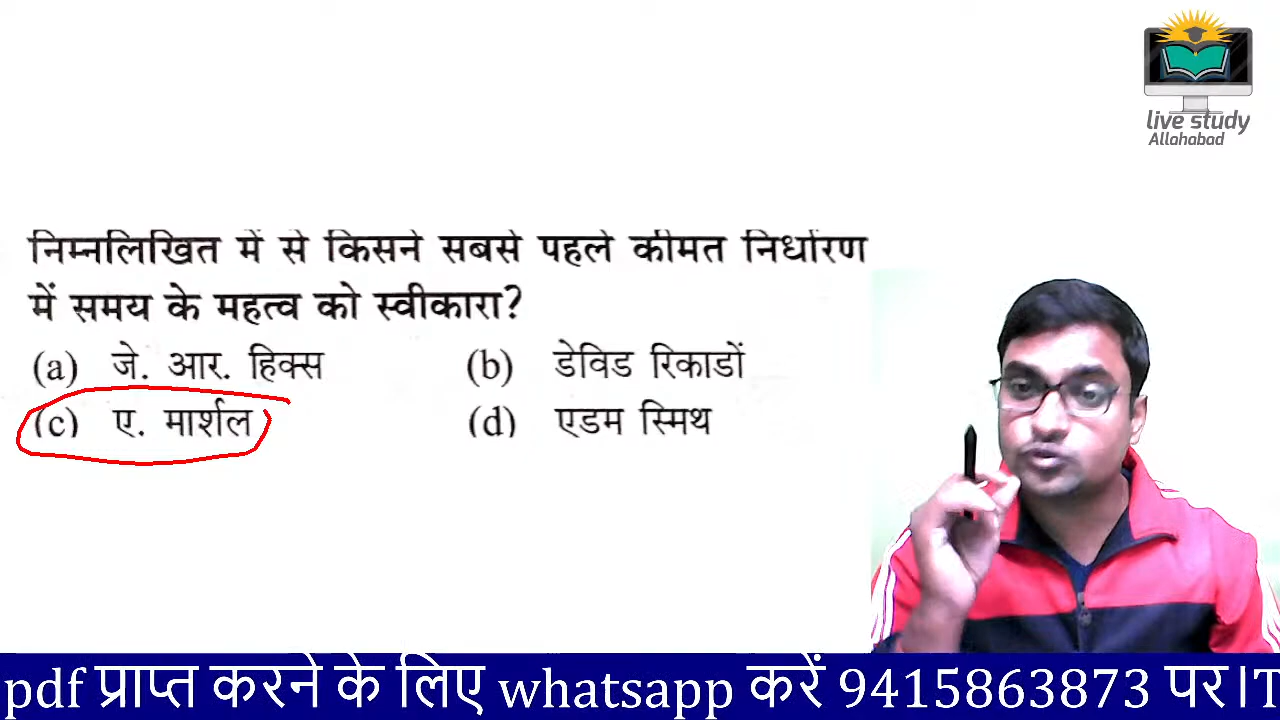 live study
Allahabad
निम्नलिखित में से किसने सबसे पहले कीमत निर्धारण
में समय के महत्व को स्वीकारा?
(a) जे. आर. हिक्स (b) डेविड रिकार्डो
(c) ए. मार्शल (d) एडम स्मिथ
pdf प्राप्त करने के लिए whatsapp करें 9415863873 पर।T